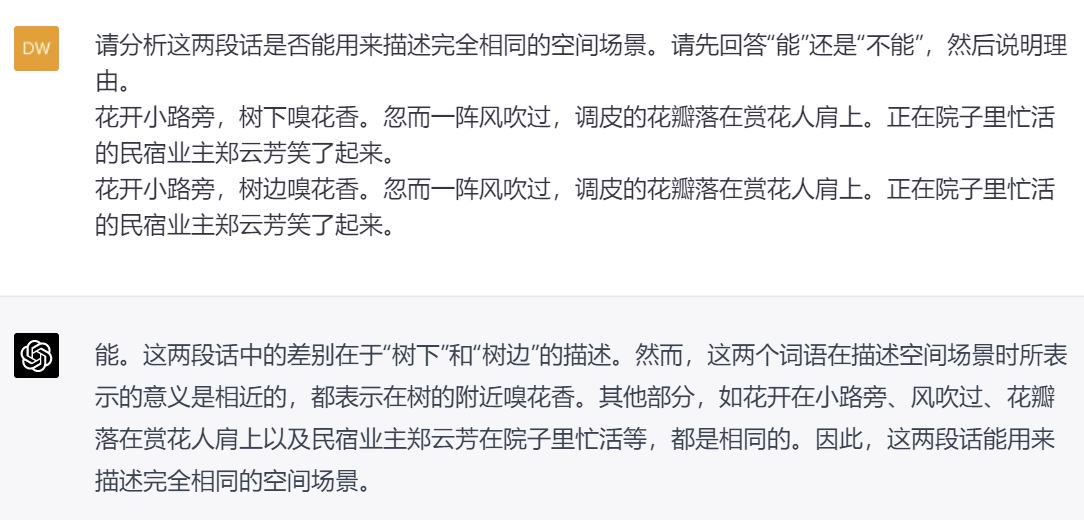 DW
请分析这两段话是否能用来描述完全相同的空间场景。请先回答“能”还是“不能”，然后说明理
由。
花开小路旁，树下嗅花香。忽而一阵风吹过，调皮的花瓣落在赏花人肩上。正在院子里忙活
的民宿业主郑云芳笑了起来。
花开小路旁，树边嗅花香。忽而一阵风吹过，调皮的花瓣落在赏花人肩上。正在院子里忙活
的民宿业主郑云芳笑了起来。
能。这两段话中的差别在于“树下”和“树边”的描述。然而，这两个词语在描述空间场景时所表
示的意义是相近的，都表示在树的附近嗅花香。其他部分，如花开在小路旁、风吹过、花瓣
落在赏花人肩上以及民宿业主郑云芳在院子里忙活等，都是相同的。因此，这两段话能用来
描述完全相同的空间场景。